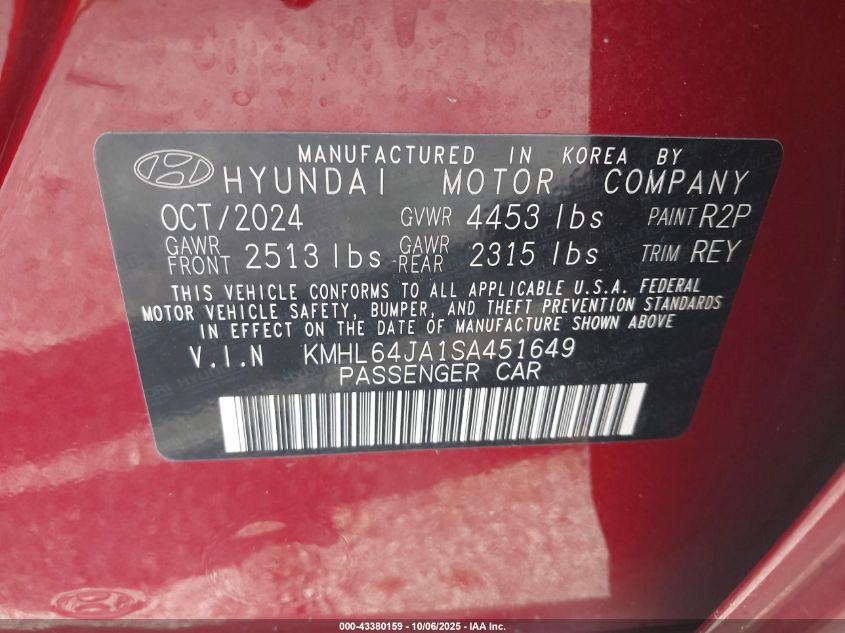 MANUFACTURED IN KOREA BY
HYUNDAI MOTOR COMPANY
OCT/2024 GVWR 4453 lbs PAINT R2P
GAWR FRONT 2513 lbs GAWR REAR 2315 lbs TRIM REY
THIS VEHICLE CONFORMS TO ALL APPLICABLE U.S.A. FEDERAL
MOTOR VEHICLE SAFETY, BUMPER, AND THEFT PREVENTION STANDARDS
IN EFFECT ON THE DATE OF MANUFACTURE SHOWN ABOVE
V.I.N KMHL64JA1SA451649
PASSENGER CAR
000-43380159 - 10/06/2025 - IAA Inc.